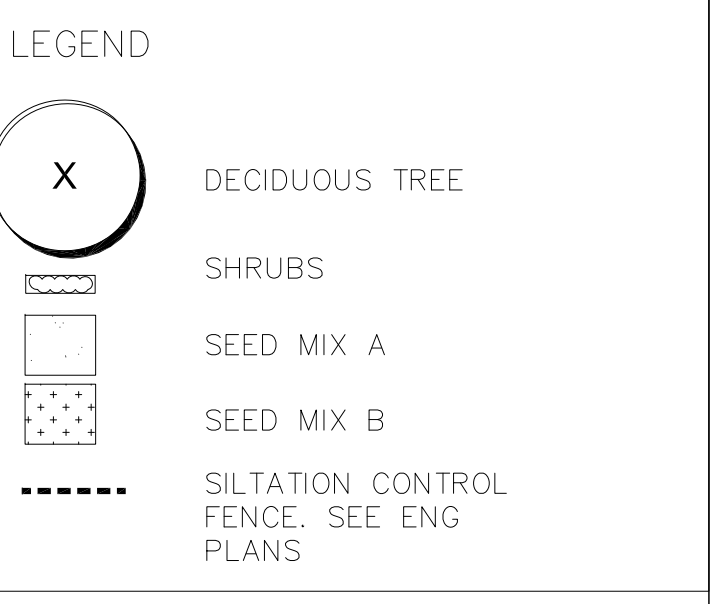 LEGEND
X
DECIDUOUS TREE
SHRUBS
SEED MIX A
SEED MIX B
SILTATION CONTROL
FENCE. SEE ENG
PLANS